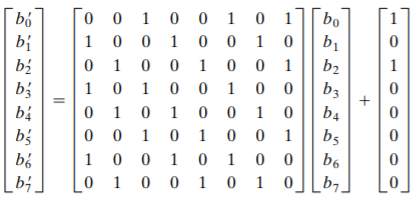 b₀′ 0 0 1 0 0 1 0 1 b₀ 1
b₁′ 1 0 0 1 0 0 1 0 b₁ 0
b₂′ 0 1 0 0 1 0 0 1 b₂ 1
b₃′ = 1 0 1 0 0 1 0 0 b₃ + 0
b₄′ 0 1 0 1 0 0 1 0 b₄ 0
b₅′ 0 0 1 0 1 0 0 1 b₅ 0
b₆′ 1 0 0 1 0 1 0 0 b₆ 0
b₇′ 0 1 0 0 1 0 1 0 b₇ 0